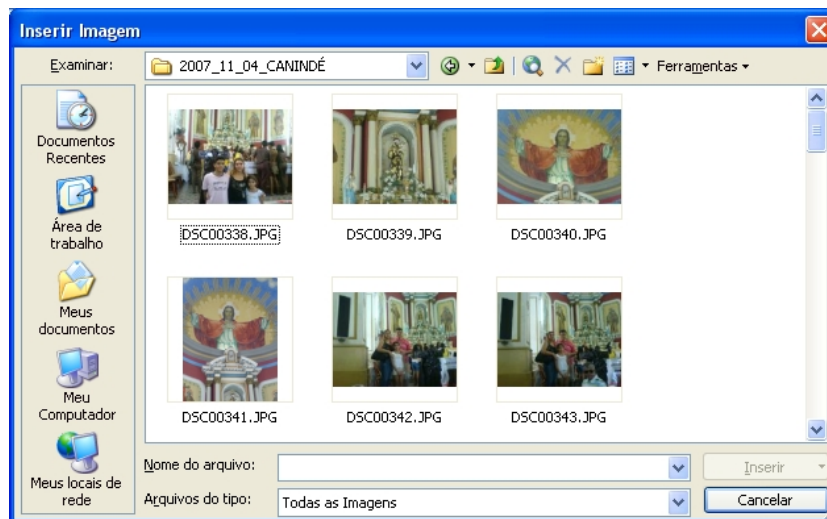 Inserir Imagem
Examinar:
2007_11_04_CANINDÉ
Ferramentas
Documentos
Recentes
Área de
trabalho
Meus
documentos
Meu
Computador
Meus locais de
rede
DSC00338.JPG
DSC00339.JPG
DSC00340.JPG
DSC00341.JPG
DSC00342.JPG
DSC00343.JPG
Nome do arquivo:
Inserir
Arquivos do tipo:
Todas as Imagens
Cancelar